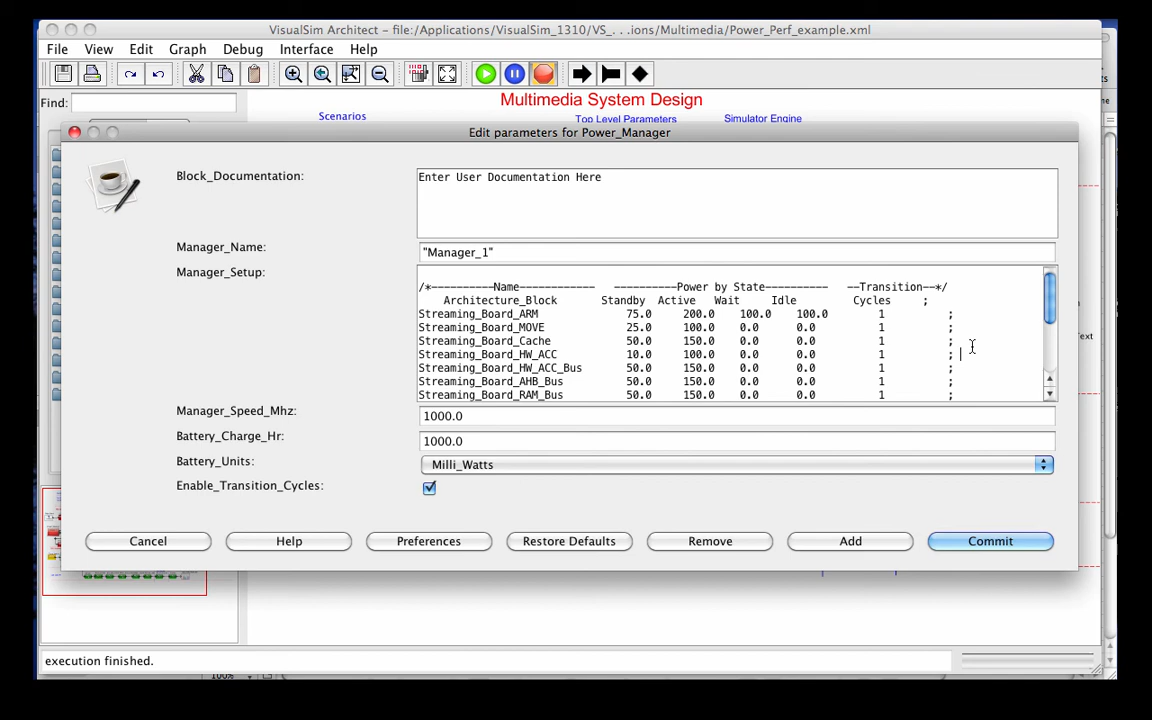 VisualSim Architect - file:/Applications/VisualSim_1310/VS_. . .ions/Multimedia/Power_Perf_example.xml
File View Edit Graph Debug Interface Help
Find:
Multimedia System Design
Scenarios Top Level Parameters Simulator Engine
Edit parameters for Power_Manager
Block_Documentation: Enter User Documentation Here
Manager_Name: "Manager_1"
Manager_Setup:
/*----------Name------------ ----------Power by State---------- --Transition--*/
Architecture_Block Standby Active Wait Idle Cycles ;
Streaming_Board_ARM 75.0 200.0 100.0 100.0 1 ;
Streaming_Board_MOVE 25.0 100.0 0.0 0.0 1 ;
Streaming_Board_Cache 50.0 150.0 0.0 0.0 1 ;
Streaming_Board_HW_ACC 10.0 100.0 0.0 0.0 1 ;
Streaming_Board_HW_ACC_Bus 50.0 150.0 0.0 0.0 1 ;
Streaming_Board_AHB_Bus 50.0 150.0 0.0 0.0 1 ;
Streaming_Board_RAM_Bus 50.0 150.0 0.0 0.0 1 ;
Manager_Speed_Mhz: 1000.0
Battery_Charge_Hr: 1000.0
Battery_Units: Milli_Watts
Enable_Transition_Cycles:
Cancel Help Preferences Restore Defaults Remove Add Commit
execution finished.
100%